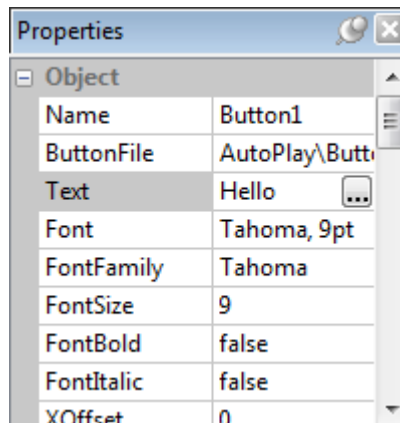 Properties
Object
Name Button1
ButtonFile AutoPlay\Butt
Text Hello ...
Font Tahoma, 9pt
FontFamily Tahoma
FontSize 9
FontBold false
FontItalic false
XOffset 0